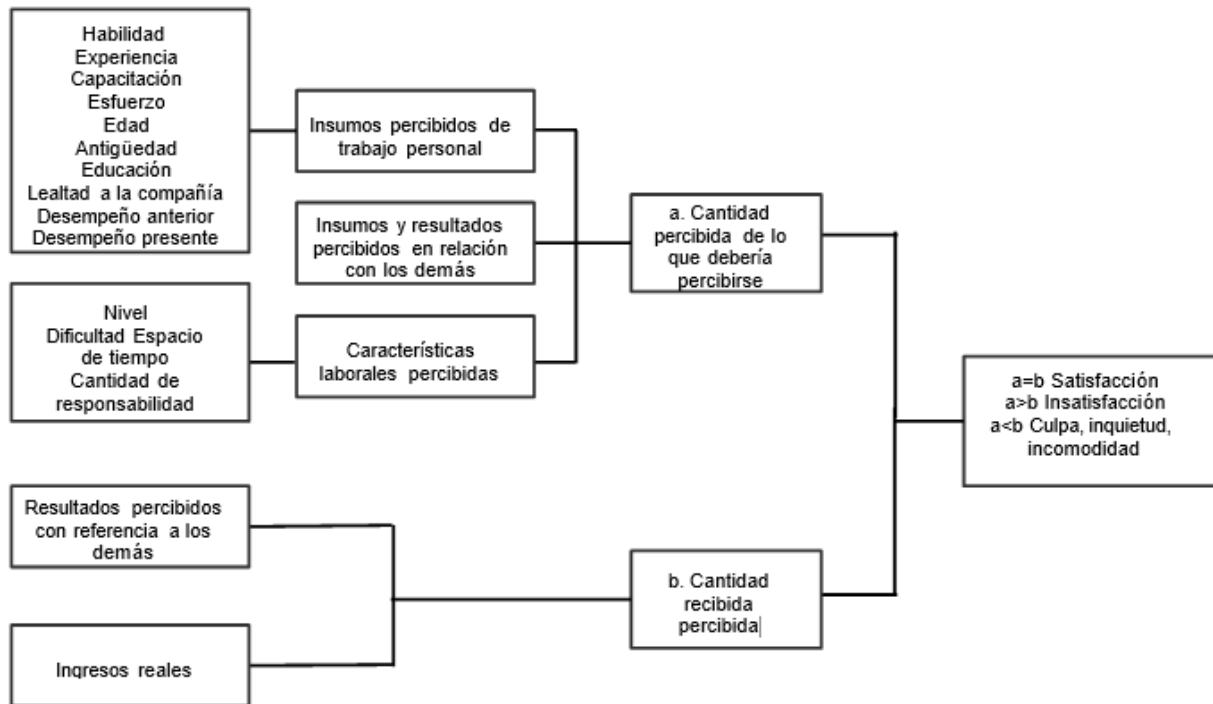 Habilidad
Experiencia
Capacitación
Esfuerzo
Edad
Antigüedad
Educación
Lealtad a la compañía
Desempeño anterior
Desempeño presente
Insumos percibidos de
trabajo personal
Insumos y resultados
percibidos en relación
con los demás
a. Cantidad
percibida de lo
que debería
percibirse
Nivel
Dificultad Espacio
de tiempo
Cantidad de
responsabilidad
Características
laborales percibidas
a=b Satisfacción
a>b Insatisfacción
a<b Culpa, inquietud,
incomodidad
Resultados percibidos
con referencia a los
demás
b. Cantidad
recibida
percibida
Ingresos reales